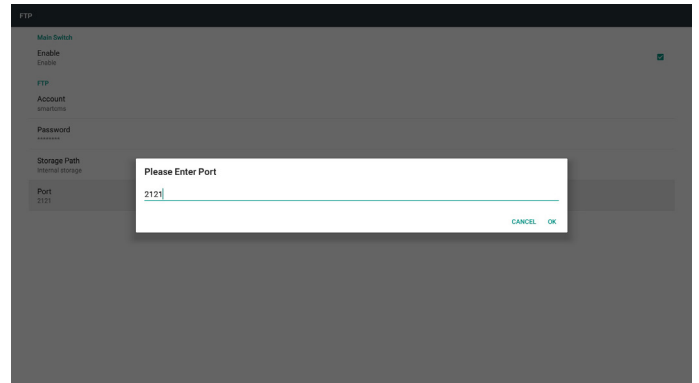 FTP
Main Switch
Enable
Enable
FTP
Account
smartoms
Password
********
Storage Path
Internal storage
Port
2121
Please Enter Port
2121
CANCEL OK